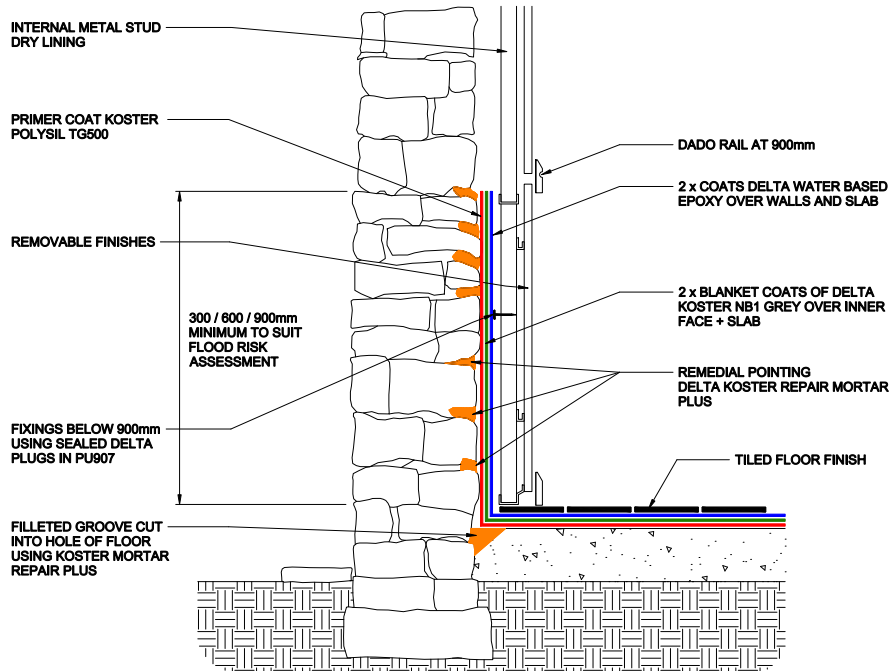 INTERNAL METAL STUD
DRY LINING
PRIMER COAT KOSTER
POLYSIL TG500
REMOVABLE FINISHES
300 / 600 / 900mm
MINIMUM TO SUIT
FLOOD RISK
ASSESSMENT
FIXINGS BELOW 900mm
USING SEALED DELTA
PLUGS IN PU907
FILLETED GROOVE CUT
INTO HOLE OF FLOOR
USING KOSTER MORTAR
REPAIR PLUS
DADO RAIL AT 900mm
2 x COATS DELTA WATER BASED
EPOXY OVER WALLS AND SLAB
2 x BLANKET COATS OF DELTA
KOSTER NB1 GREY OVER INNER
FACE + SLAB
REMEDIAL POINTING
DELTA KOSTER REPAIR MORTAR
PLUS
TILED FLOOR FINISH